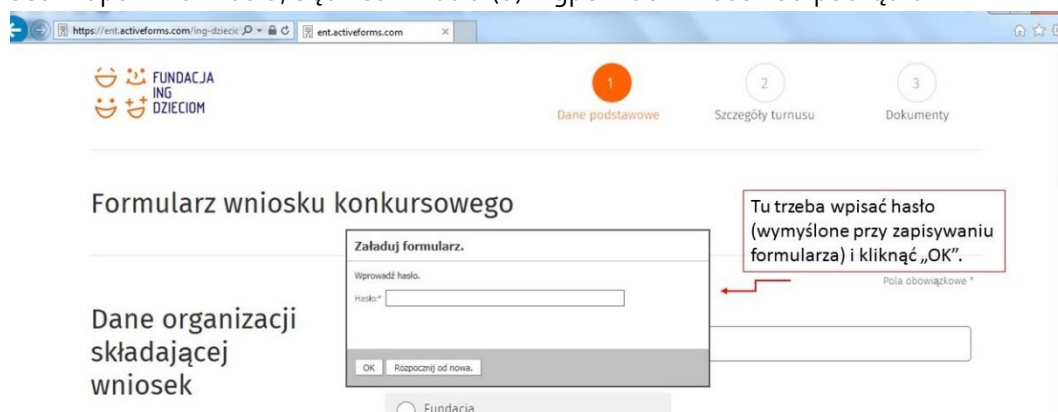 https://ent.activeforms.com/ing-dziecic
ent.activeforms.com
FUNDACJA
ING
DZIECIOM
1
2
3
Dane podstawowe
Szczegóły turnusu
Dokumenty
Formularz wniosku konkursowego
Tu trzeba wpisać hasło
(wymyślone przy zapisywaniu
formularza) i kliknąć „OK”.
Załaduj formularz.
Wprowadź hasło.
Hasło:*
Pola obowiązkowe *
Dane organizacji
składającej
wniosek
OK
Rozpocznij od nowa.
Fundacja